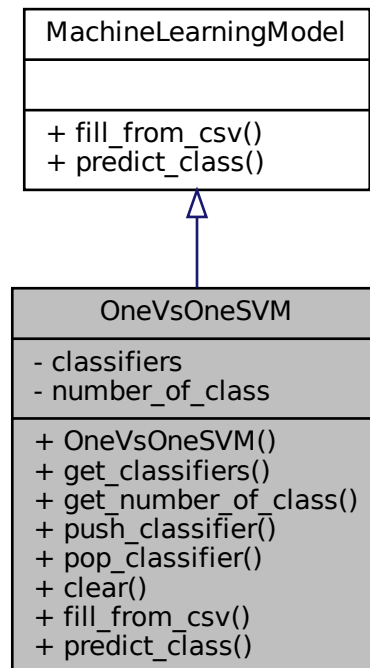 MachineLearningModel
+ fill_from_csv()
+ predict_class()
OneVsOneSVM
- classifiers
- number_of_class
+ OneVsOneSVM()
+ get_classifiers()
+ get_number_of_class()
+ push_classifier()
+ pop_classifier()
+ clear()
+ fill_from_csv()
+ predict_class()